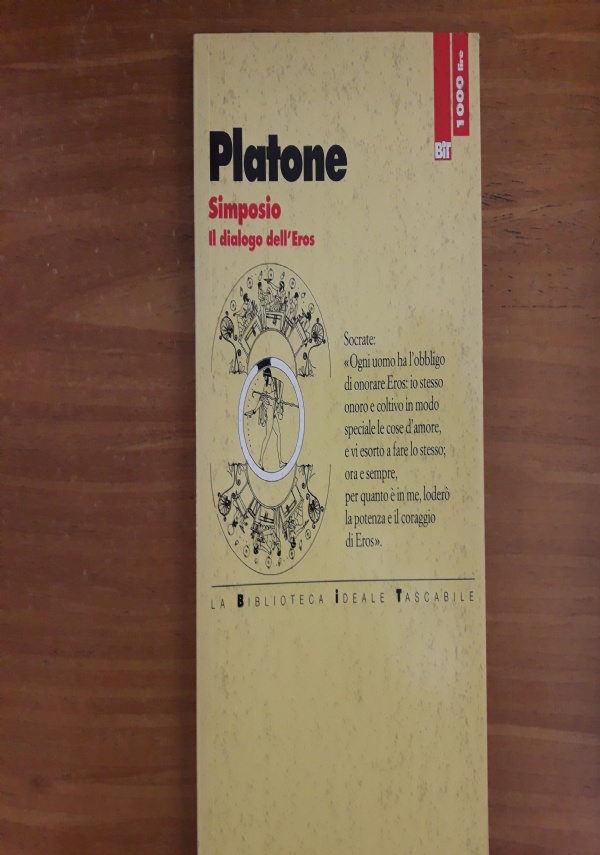 1000 lire
BiT
Platone
Simposio
Il dialogo dell'Eros
Socrate:
«Ogni uomo ha l'obbligo
di onorare Eros: io stesso
onoro e coltivo in modo
speciale le cose d'amore,
e vi esorto a fare lo stesso;
ora e sempre,
per quanto è in me, loderò
la potenza e il coraggio
di Eros».
LA BIBLIOTECA iDEALE TASCABILE